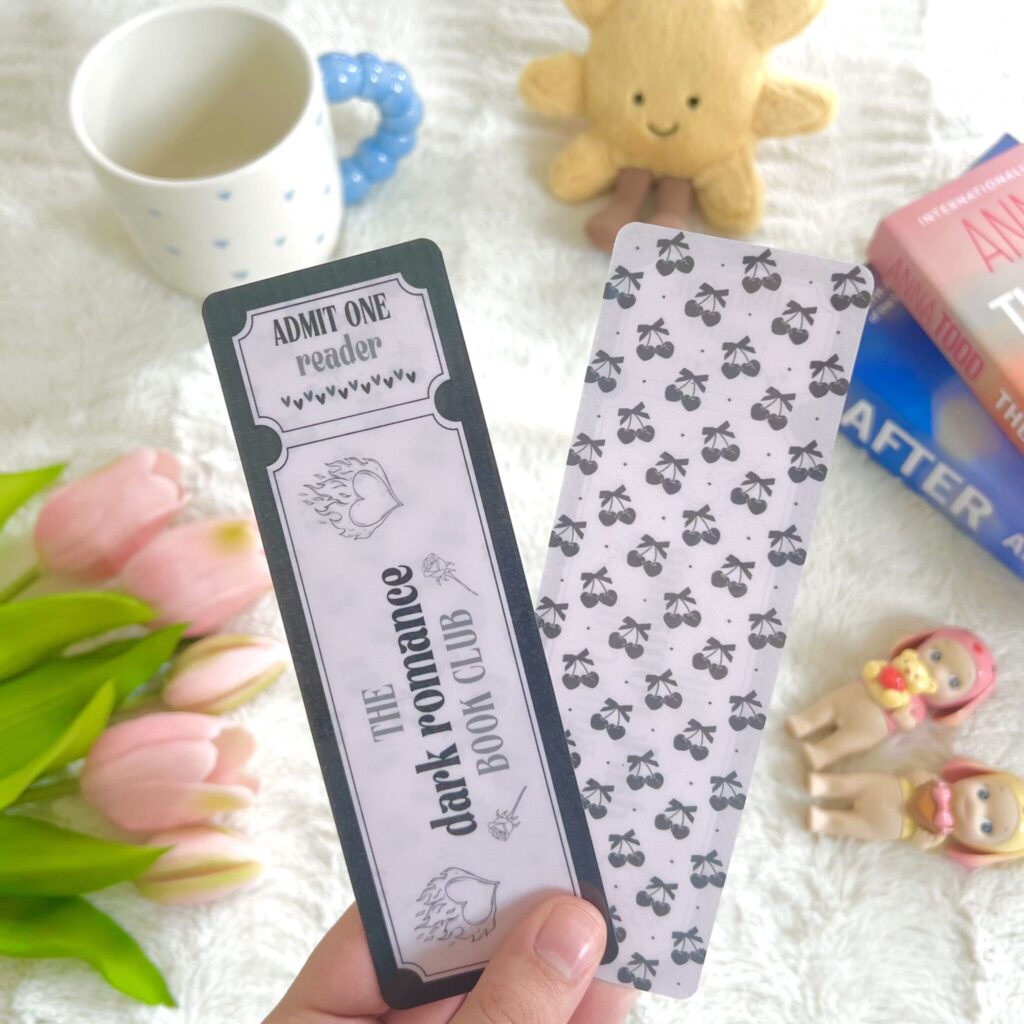 ADMIT ONE
reader
THE
dark romance
BOOK CLUB
INTERNATIONAL
ANNA TODD
AFTER